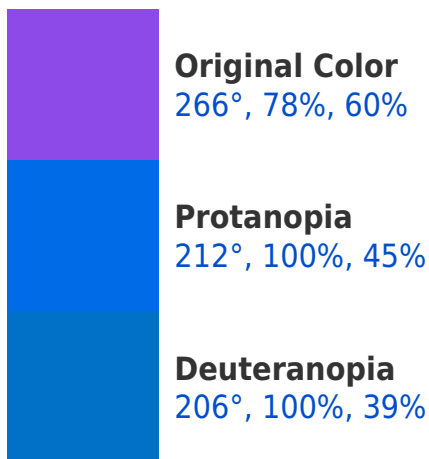 Original Color
266°, 78%, 60%
Protanopia
212°, 100%, 45%
Deuteranopia
206°, 100%, 39%